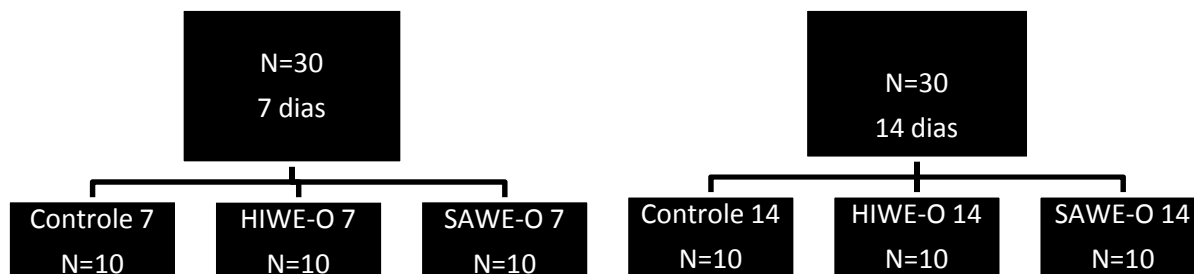 N=30
7 dias
N=30
14 dias
Controle 7
N=10
HIWE-O 7
N=10
SAWE-O 7
N=10
Controle 14
N=10
HIWE-O 14
N=10
SAWE-O 14
N=10